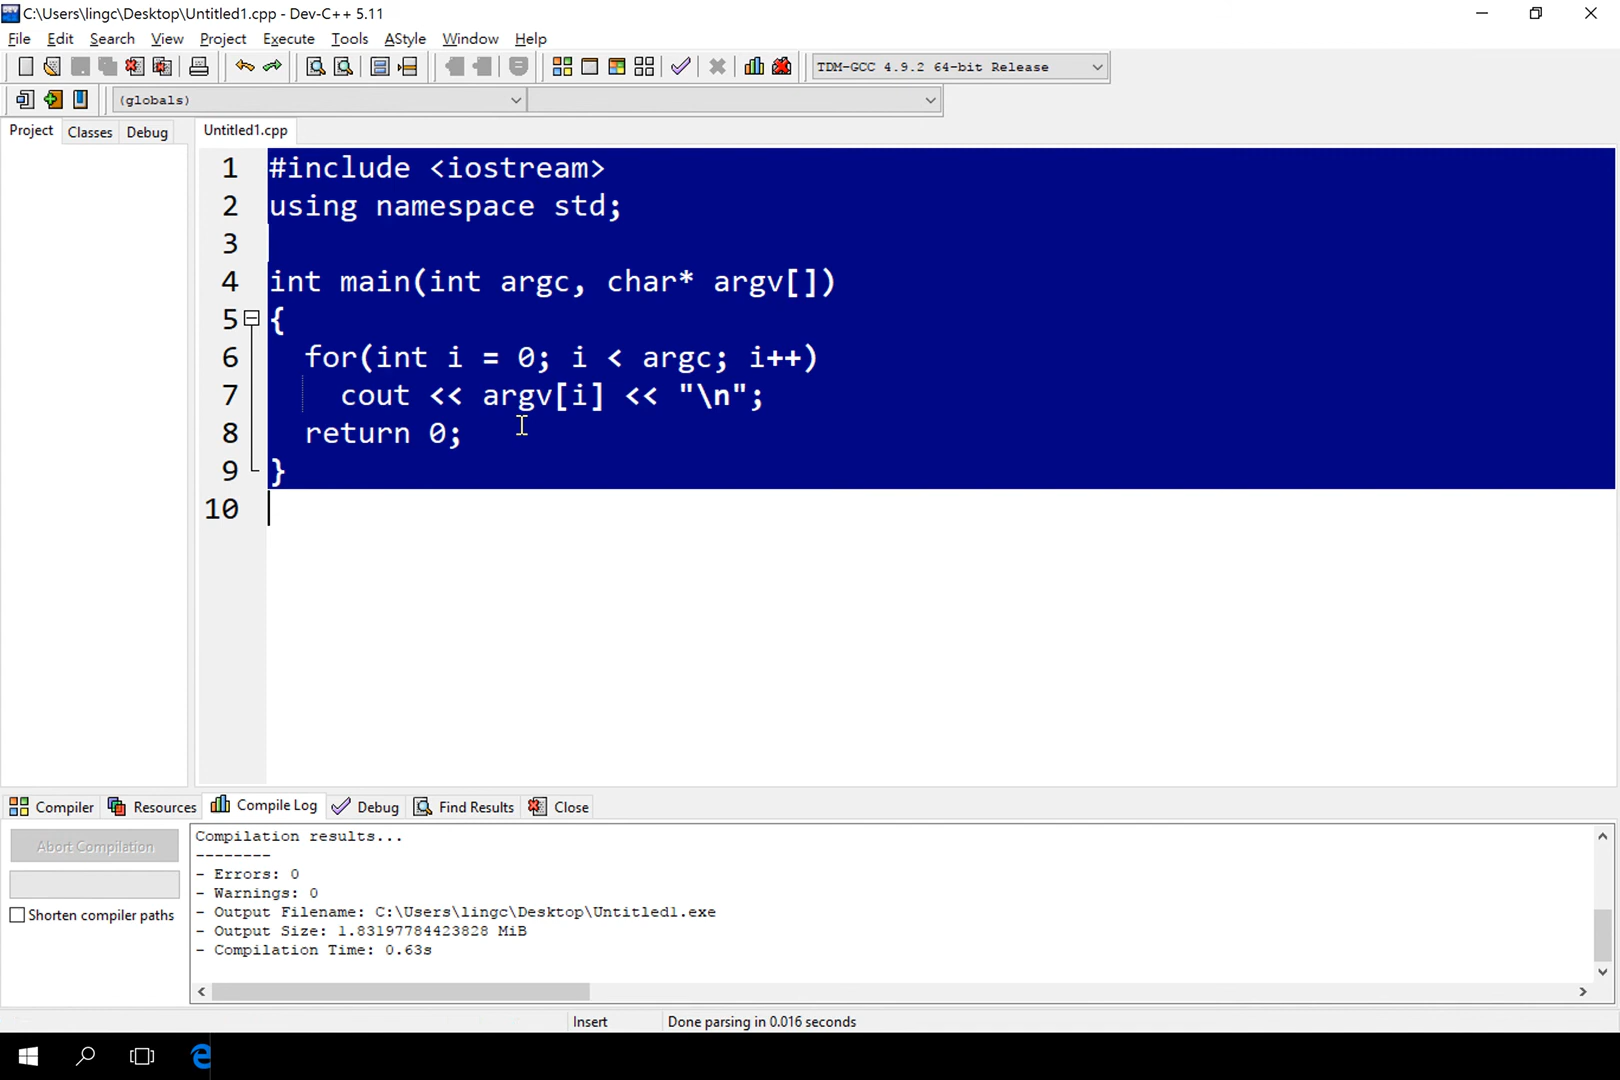 C:\Users\lingc\Desktop\Untitled1.cpp - Dev-C++ 5.11
File Edit Search View Project Execute Tools AStyle Window Help
TDM-GCC 4.9.2 64-bit Release
(globals)
Project Classes Debug Untitled1.cpp
1 #include <iostream>
2 using namespace std;
3
4 int main(int argc, char* argv[])
5 {
6 for(int i = 0; i < argc; i++)
7 cout << argv[i] << "\n";
8 return 0;
9 }
10
Compiler Resources Compile Log Debug Find Results Close
Abort Compilation
Shorten compiler paths
Compilation results...
--------
- Errors: 0
- Warnings: 0
- Output Filename: C:\Users\lingc\Desktop\Untitled1.exe
- Output Size: 1.83197784423828 MiB
- Compilation Time: 0.63s
Insert Done parsing in 0.016 seconds